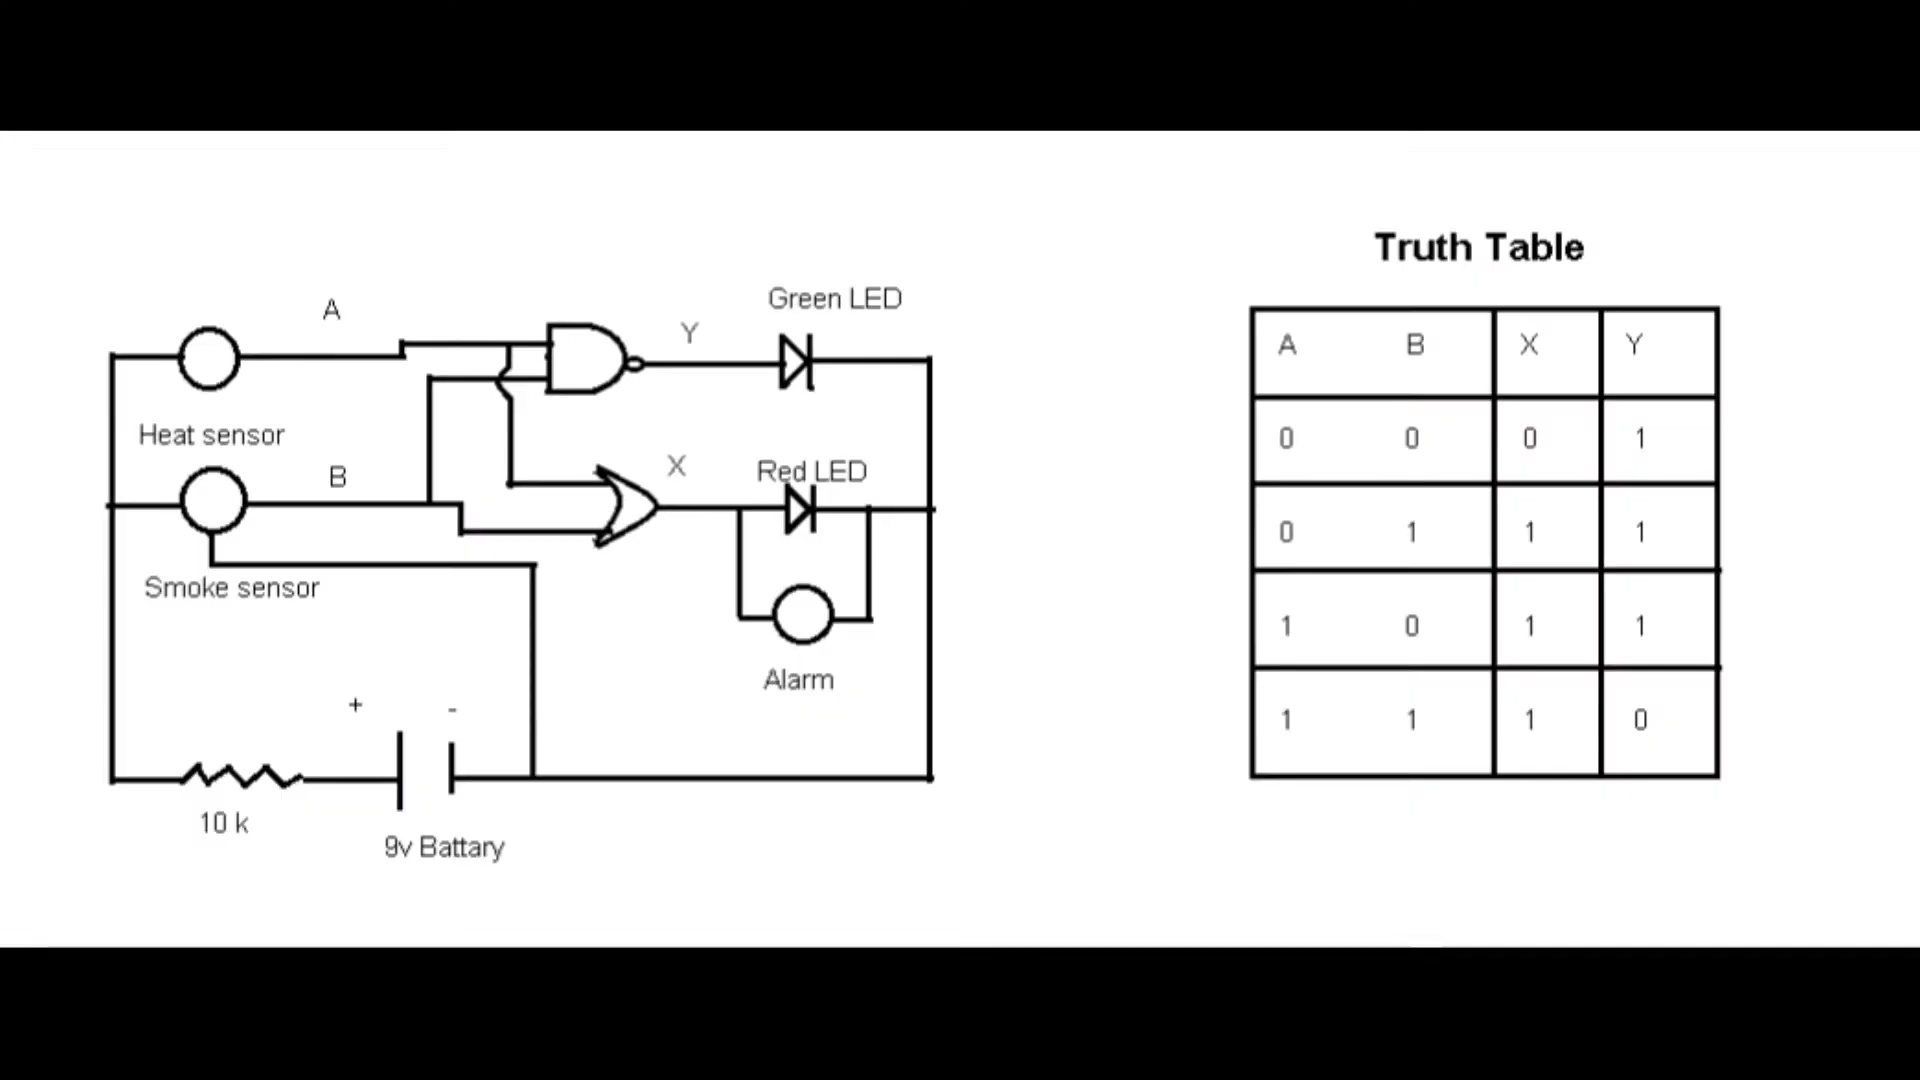 A
Green LED
Y
Heat sensor
B
X
Red LED
Smoke sensor
Alarm
+ -
10 k
9v Battary
Truth Table
A B X Y
0 0 0 1
0 1 1 1
1 0 1 1
1 1 1 0